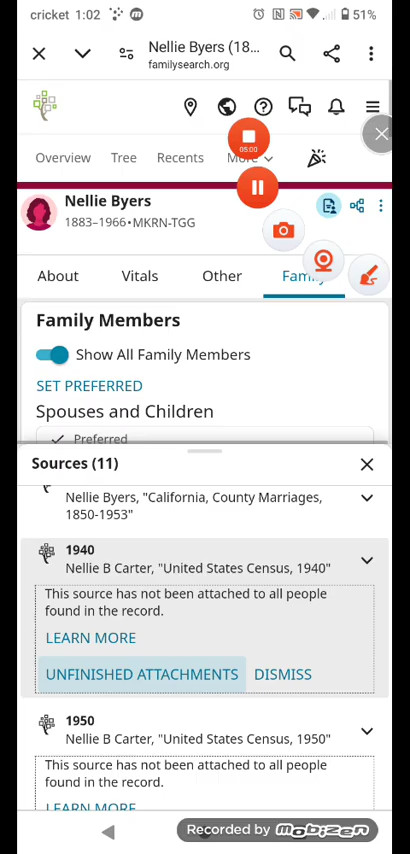 cricket 1:02 51%
Nellie Byers (18...
familysearch.org
05:00
Overview Tree Recents More
Nellie Byers
1883–1966 • MKRN-TGG
About Vitals Other Family
Family Members
Show All Family Members
SET PREFERRED
Spouses and Children
Preferred
Sources (11)
Nellie Byers, "California, County Marriages,
1850-1953"
1940
Nellie B Carter, "United States Census, 1940"
This source has not been attached to all people
found in the record.
LEARN MORE
UNFINISHED ATTACHMENTS DISMISS
1950
Nellie B Carter, "United States Census, 1950"
This source has not been attached to all people
found in the record.
LEARN MORE
Recorded by mobizen